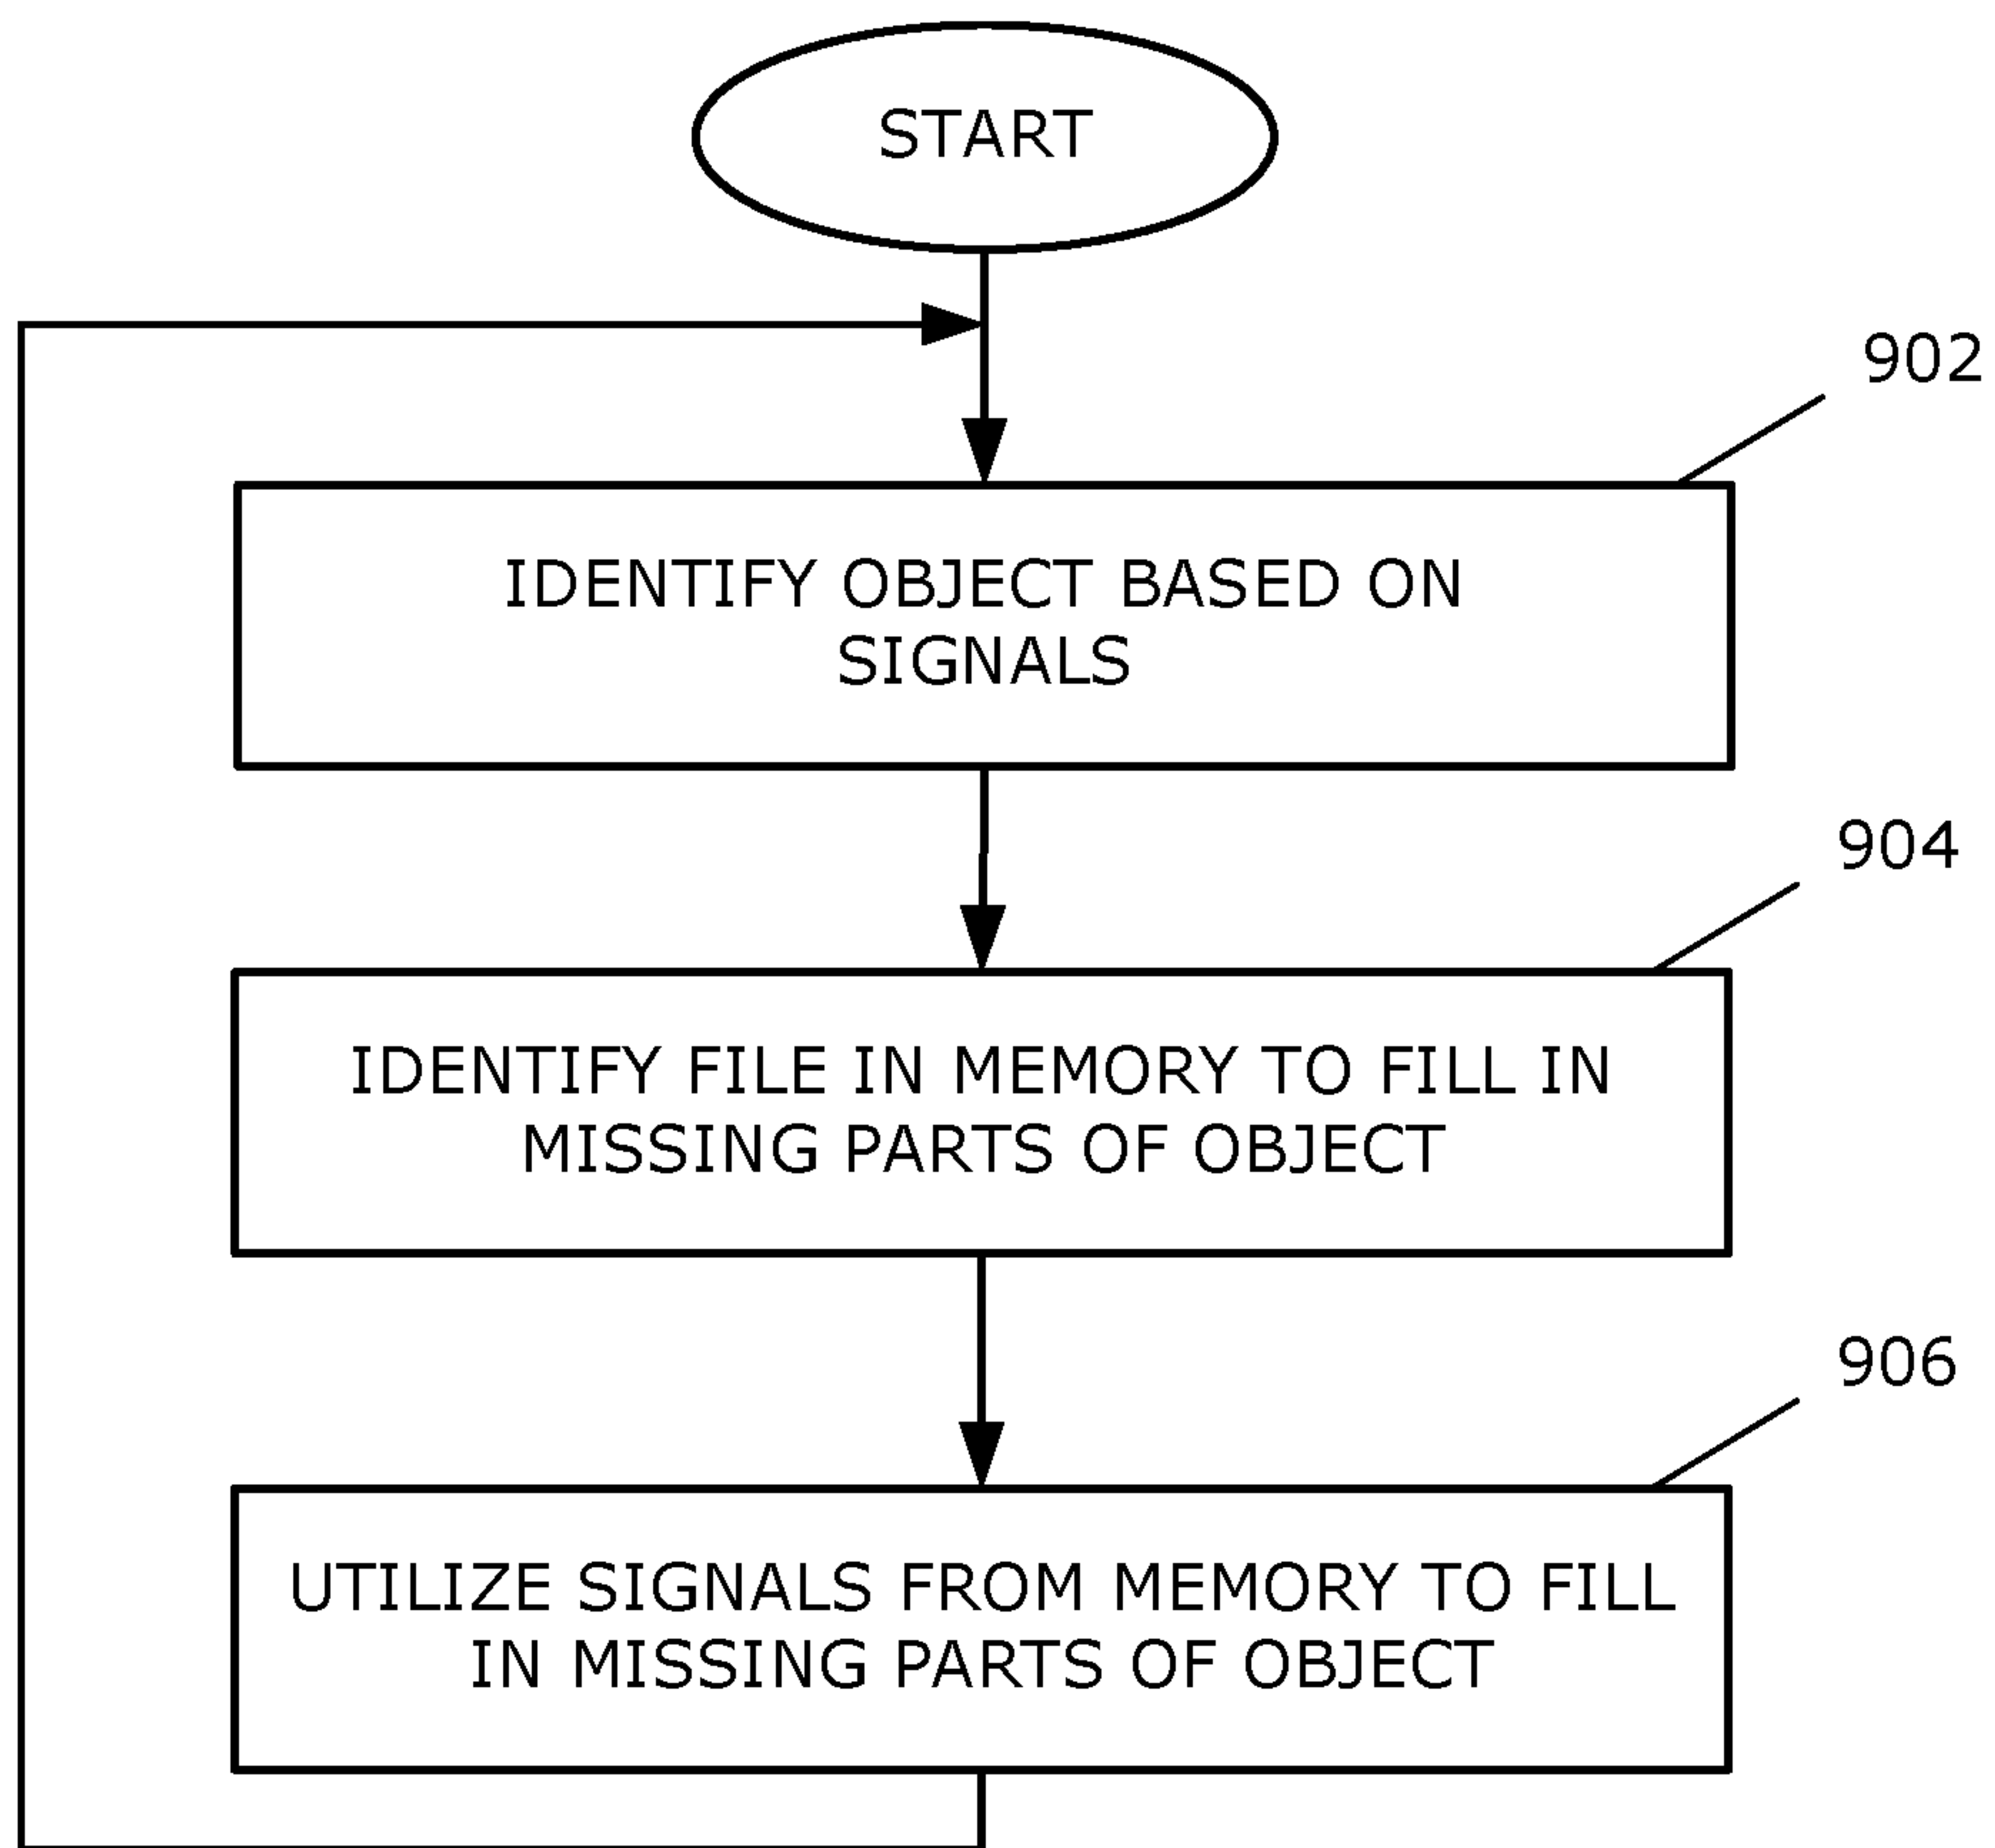 START
902
IDENTIFY OBJECT BASED ON
SIGNALS
904
IDENTIFY FILE IN MEMORY TO FILL IN
MISSING PARTS OF OBJECT
906
UTILIZE SIGNALS FROM MEMORY TO FILL
IN MISSING PARTS OF OBJECT